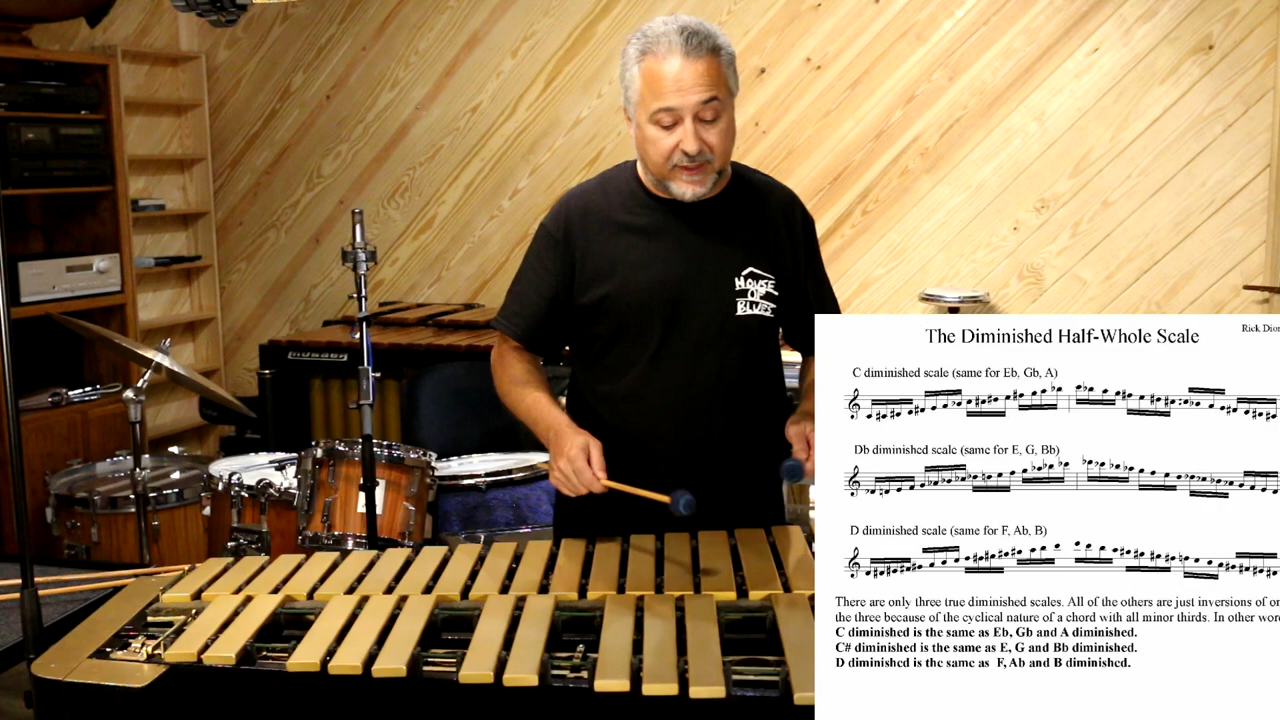 HOUSE
OF
BLUES
MUSSER
The Diminished Half-Whole Scale
Rick Dion
C diminished scale (same for Eb, Gb, A)
Db diminished scale (same for E, G, Bb)
D diminished scale (same for F, Ab, B)
There are only three true diminished scales. All of the others are just inversions of
the three because of the cyclical nature of a chord with all minor thirds. In other
C diminished is the same as Eb, Gb and A diminished.
C# diminished is the same as E, G and Bb diminished.
D diminished is the same as F, Ab and B diminished.